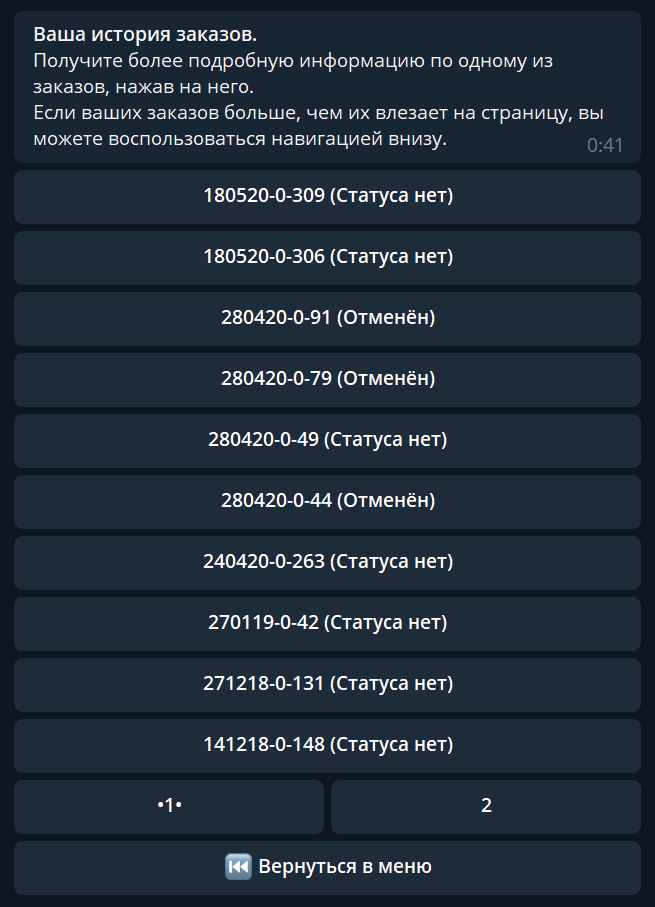 Ваша история заказов.
Получите более подробную информацию по одному из
заказов, нажав на него.
Если ваших заказов больше, чем их влезает на страницу, вы
можете воспользоваться навигацией внизу.
0:41
180520-0-309 (Статуса нет)
180520-0-306 (Статуса нет)
280420-0-91 (Отменён)
280420-0-79 (Отменён)
280420-0-49 (Статуса нет)
280420-0-44 (Отменён)
240420-0-263 (Статуса нет)
270119-0-42 (Статуса нет)
271218-0-131 (Статуса нет)
141218-0-148 (Статуса нет)
•1•
2
⏮ Вернуться в меню